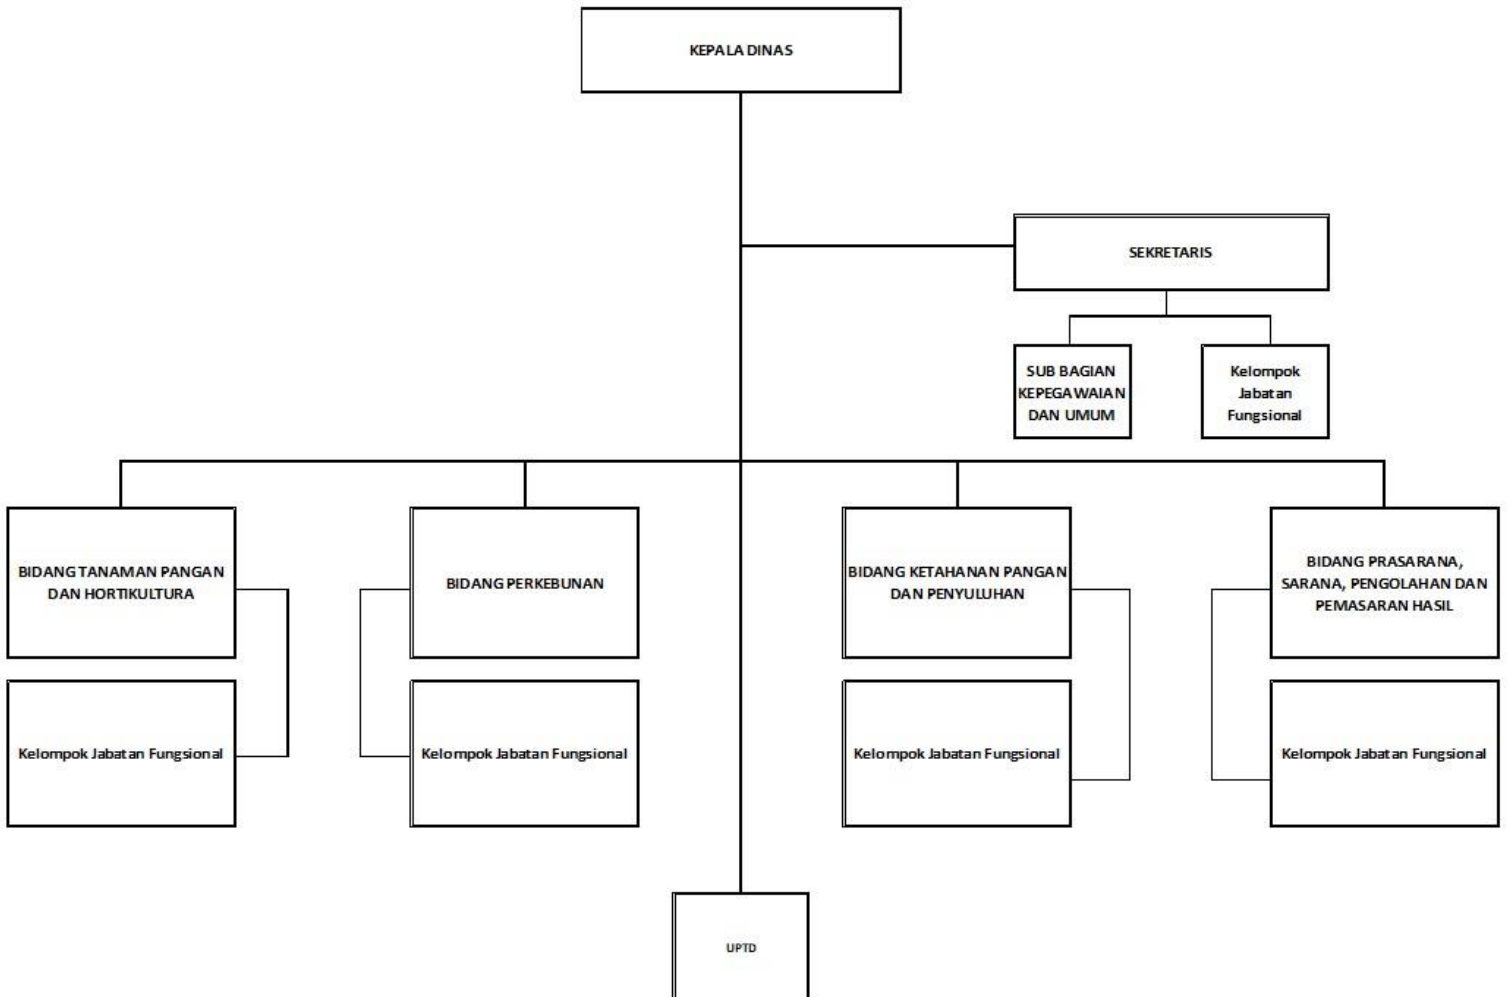 KEPALA DINAS
SEKRETARIS
SUB BAGIAN
KEPEGAWAIAN
DAN UMUM
Kelompok
Jabatan
Fungsional
BIDANG TANAMAN PANGAN
DAN HORTIKULTURA
BIDANG PERKEBUNAN
BIDANG KETAHANAN PANGAN
DAN PENYULUHAN
BIDANG PRASARANA,
SARANA, PENGOLAHAN DAN
PEMASARAN HASIL
Kelompok Jabatan Fungsional
Kelompok Jabatan Fungsional
Kelompok Jabatan Fungsional
Kelompok Jabatan Fungsional
UPTD